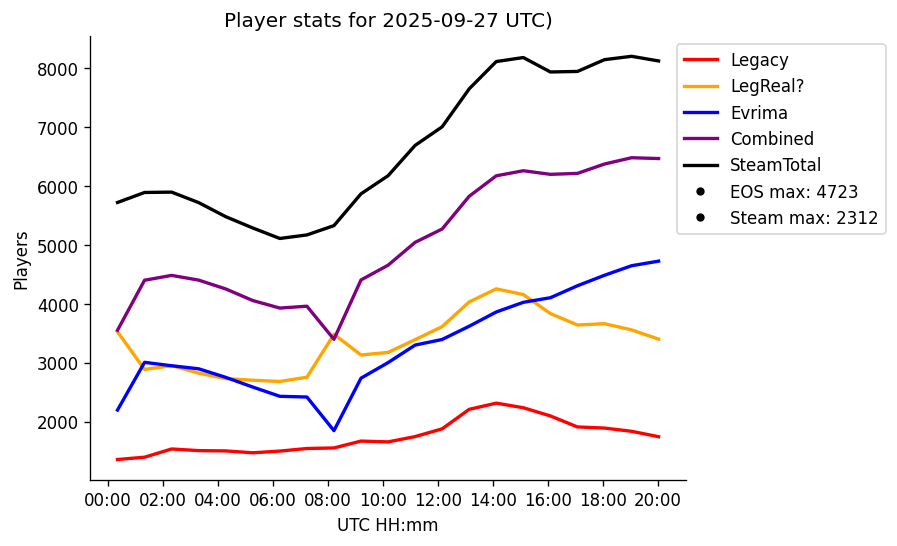 Player stats for 2025-09-27 UTC)
8000
7000
6000
5000
4000
3000
2000
Players
00:00 02:00 04:00 06:00 08:00 10:00 12:00 14:00 16:00 18:00 20:00
UTC HH:mm
Legacy
LegReal?
Evrima
Combined
SteamTotal
EOS max: 4723
Steam max: 2312